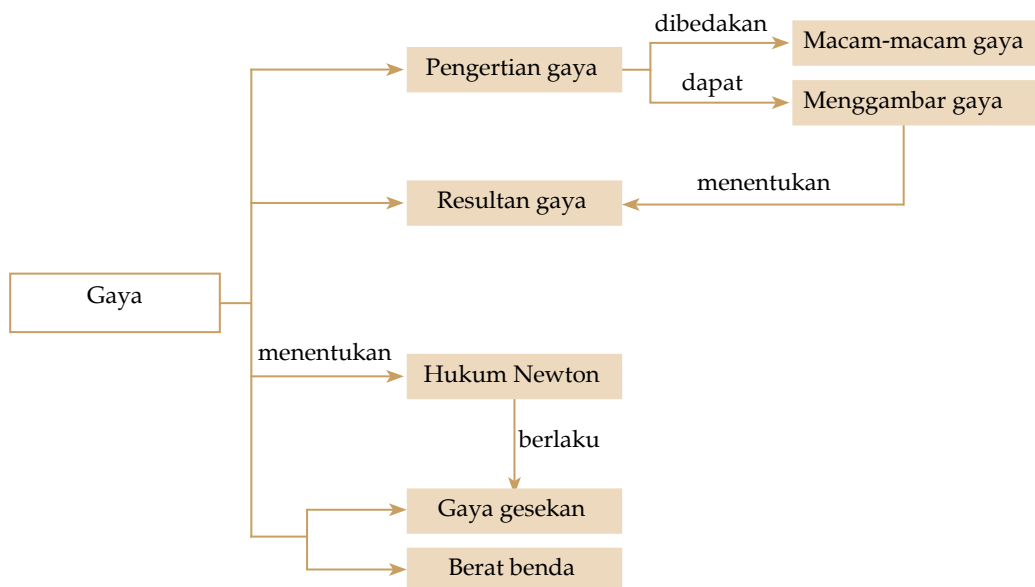 dibedakan
Macam-macam gaya
Pengertian gaya
dapat
Menggambar gaya
menentukan
Resultan gaya
Gaya
menentukan
Hukum Newton
berlaku
Gaya gesekan
Berat benda